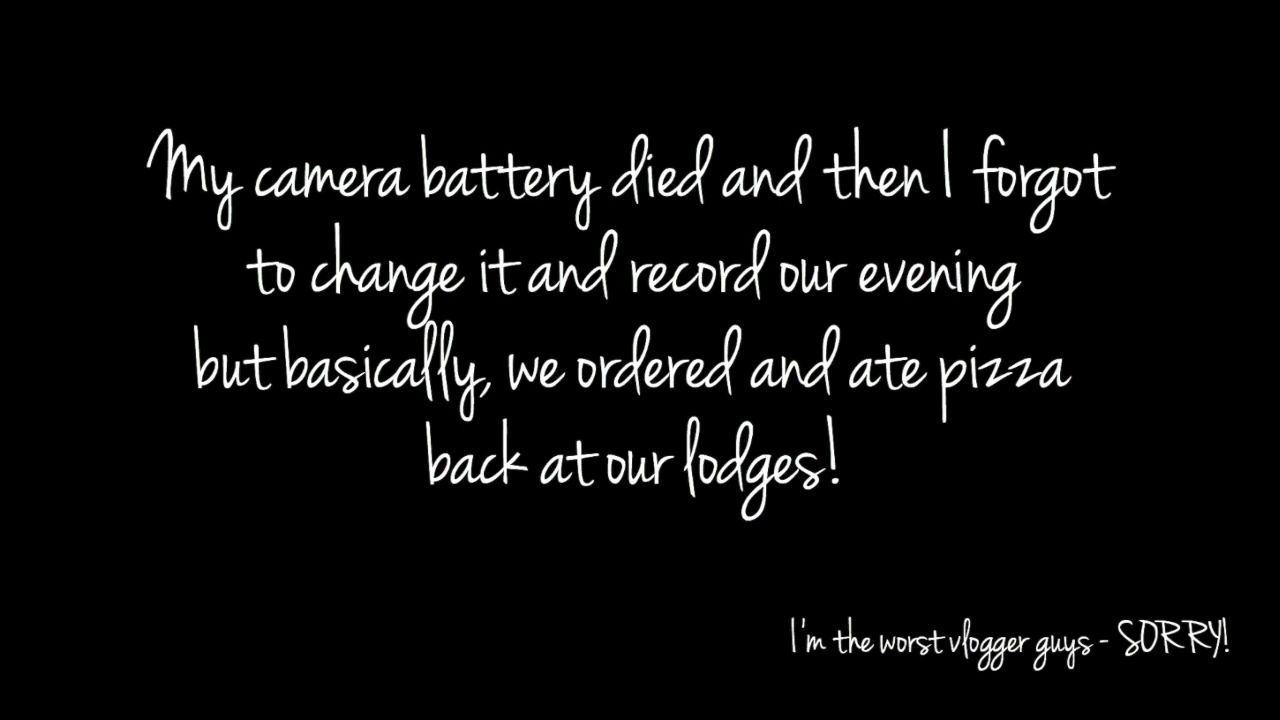 My camera battery died and then I forgot
to change it and record our evening
but basically, we ordered and ate pizza
back at our lodges!
I'm the worst vlogger guys - SORRY!